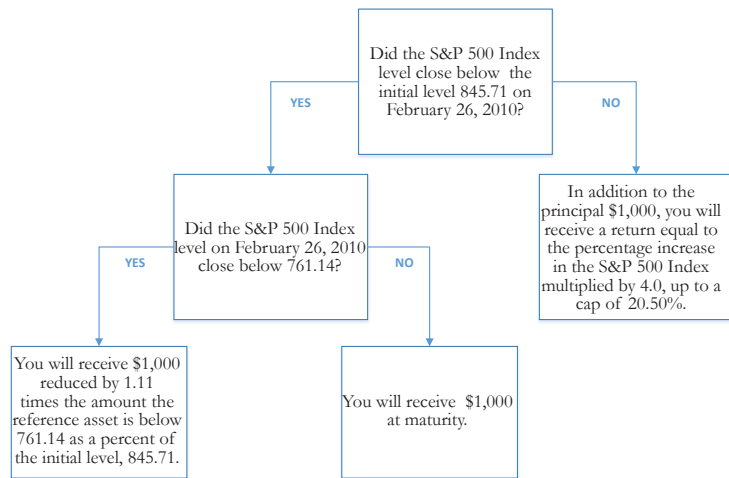 Did the S&P 500 Index
level close below the
initial level 845.71 on
February 26, 2010?
YES
NO
Did the S&P 500 Index
level on February 26, 2010
close below 761.14?
In addition to the
principal $1,000, you will
receive a return equal to
the percentage increase
in the S&P 500 Index
multiplied by 4.0, up to a
cap of 20.50%.
YES
NO
You will receive $1,000
reduced by 1.11
times the amount the
reference asset is below
761.14 as a percent of
the initial level, 845.71.
You will receive $1,000
at maturity.